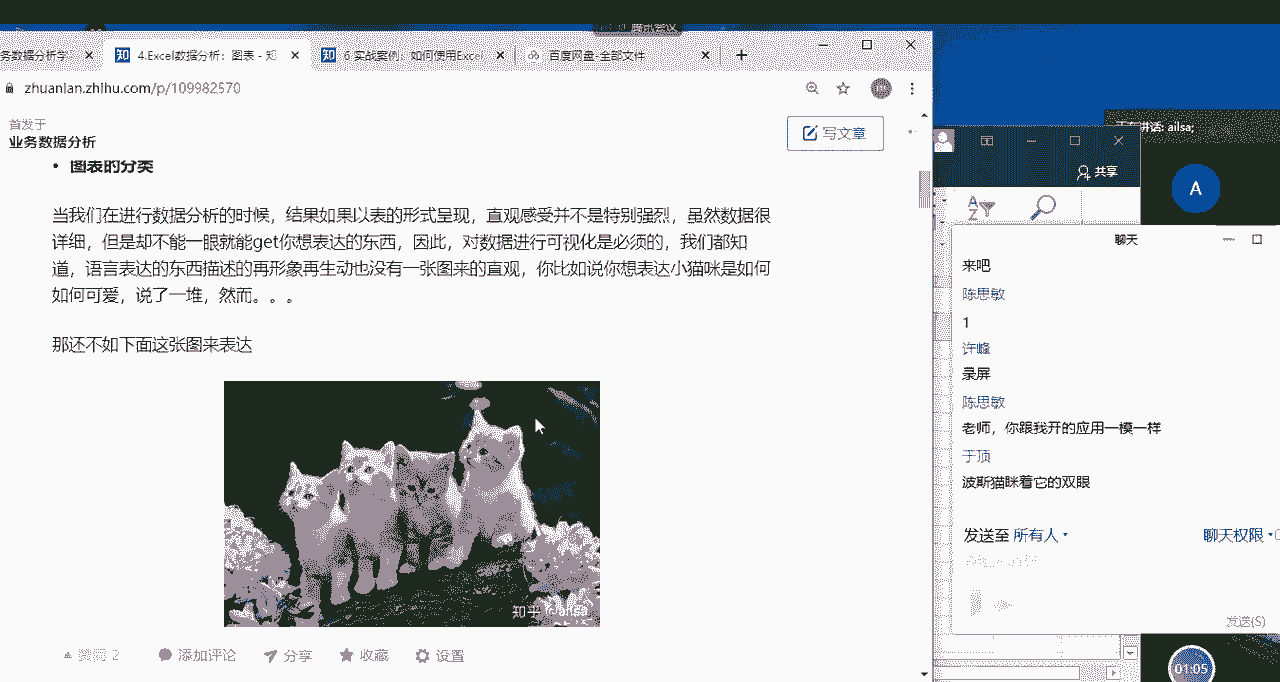 腾讯会议
务数据分析学
4.Excel数据分析：图表 - 知
6.实战案例，如何使用Exc
百度网盘-全部文件
zhuanlan.zhihu.com/p/109982570
首发于
业务数据分析
写文章
图表的分类
当我们在进行数据分析的时候，结果如果以表的形式呈现，直观感受并不是特别强烈，虽然数据很
详细，但是却不能一眼就能get你想表达的东西，因此，对数据进行可视化是必须的，我们都知
道，语言表达的东西描述的再形象再生动也没有一张图来的直观，你比如说你想表达小猫咪是如何
如何可爱，说了一堆，然而。。。
那还不如下面这张图来表达
知乎
赞同 2
添加评论
分享
收藏
设置
正在讲话: ailsa;
共享
A
聊天
来吧
陈思敏
1
许峰
录屏
陈思敏
老师，你跟我开的应用一模一样
于顶
波斯猫眯着它的双眼
发送至 所有人
聊天权限
发送(S)
01:05